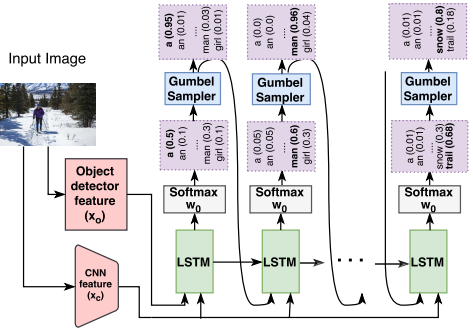 a (0.95)
an (0.01)
....
man (0.03)
girl (0.01)
a (0.0)
an (0.0)
....
man (0.96)
girl (0.04)
a (0.01)
an (0.01)
....
snow (0.8)
trail (0.18)
Input Image
Gumbel
Sampler
Gumbel
Sampler
Gumbel
Sampler
a (0.5)
an (0.1)
....
man (0.3)
girl (0.1)
a (0.05)
an (0.05)
....
man (0.6)
girl (0.3)
a (0.01)
an (0.01)
....
snow (0.3)
trail (0.68)
Object
detector
feature
(x₀)
Softmax
w₀
Softmax
w₀
Softmax
w₀
LSTM
LSTM
. . .
LSTM
CNN
feature
(x_c)